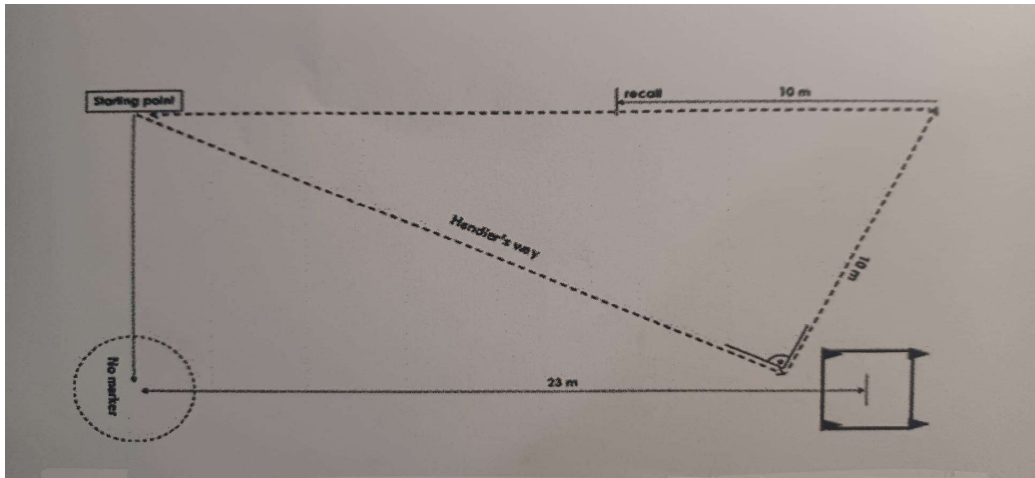 Starting point
recall
10 m
Handler's way
10 m
No marker
23 m